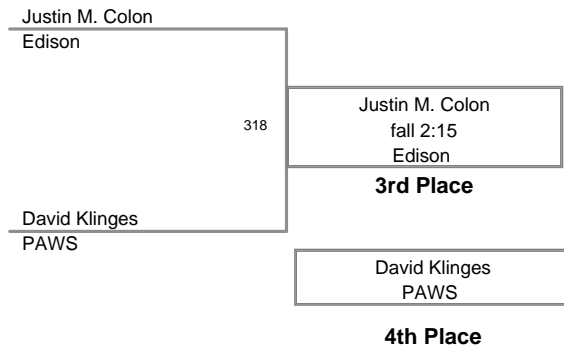 Justin M. Colon
Edison
318
Justin M. Colon
fall 2:15
Edison
3rd Place
David Klinges
PAWS
David Klinges
PAWS
4th Place